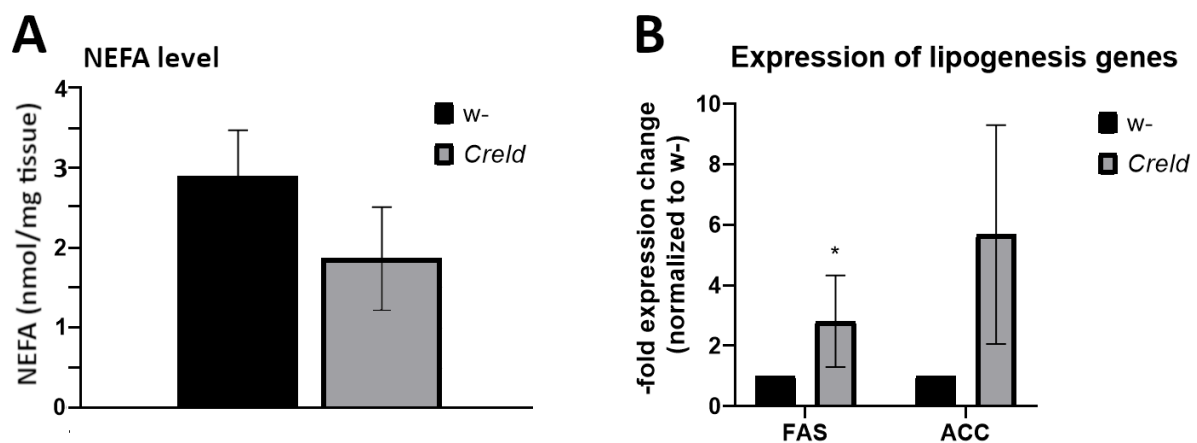 A
NEFA level
NEFA (nmol/mg tissue)
4
3
2
1
0
w-
Creld
B
Expression of lipogenesis genes
-fold expression change
(normalized to w-)
10
8
6
4
2
0
*
w-
Creld
FAS
ACC